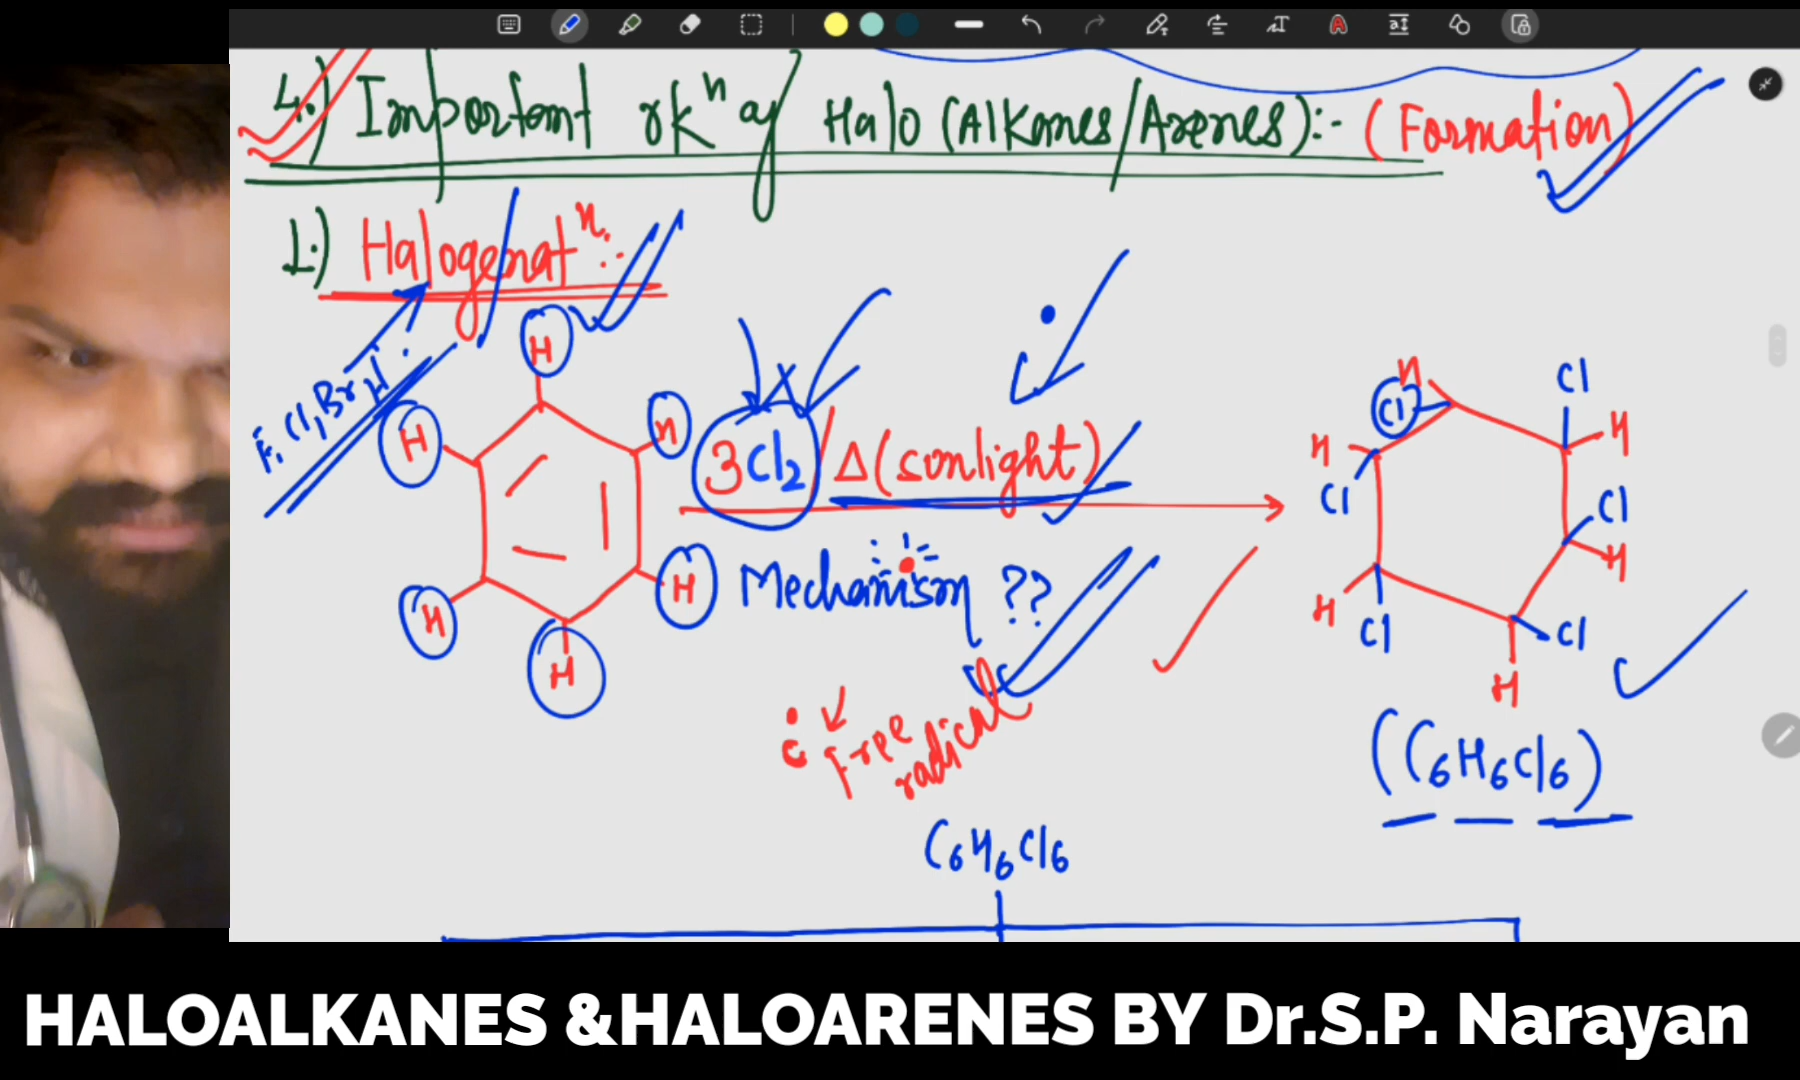 4.) Important rkⁿ of Halo (Alkanes/Arenes):- (Formation)
1.) Halogenatⁿ:-
F, Cl, Br, I
H
H
H
H
H
H
X
3Cl₂/Δ(sunlight)
Mechanism ??
Free
radical
H
Cl
Cl
H
H
Cl
Cl
H
H
Cl
Cl
H
(C₆H₆Cl₆)
C₆H₆Cl₆
HALOALKANES &HALOARENES BY Dr.S.P. Narayan